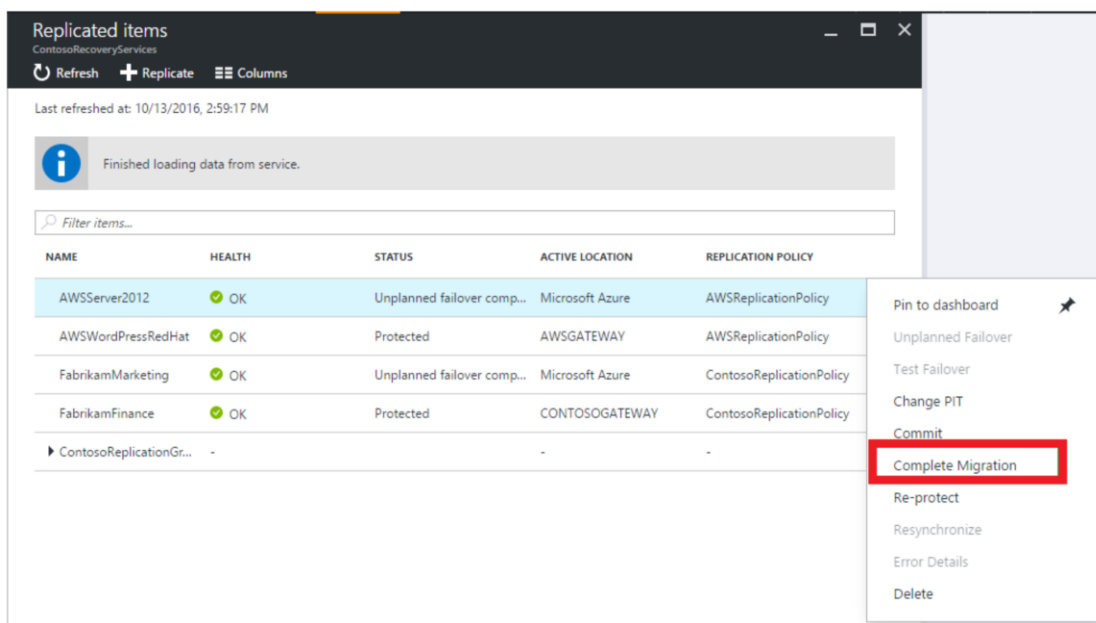 Replicated items
ContosoRecoveryServices
Refresh Replicate Columns
Last refreshed at: 10/13/2016, 2:59:17 PM
Finished loading data from service.
Filter items...
NAME HEALTH STATUS ACTIVE LOCATION REPLICATION POLICY
AWSServer2012 OK Unplanned failover comp... Microsoft Azure AWSReplicationPolicy
AWSWordPressRedHat OK Protected AWSGATEWAY AWSReplicationPolicy
FabrikamMarketing OK Unplanned failover comp... Microsoft Azure ContosoReplicationPolicy
FabrikamFinance OK Protected CONTOSOGATEWAY ContosoReplicationPolicy
ContosoReplicationGr... - - -
Pin to dashboard
Unplanned Failover
Test Failover
Change PIT
Commit
Complete Migration
Re-protect
Resynchronize
Error Details
Delete